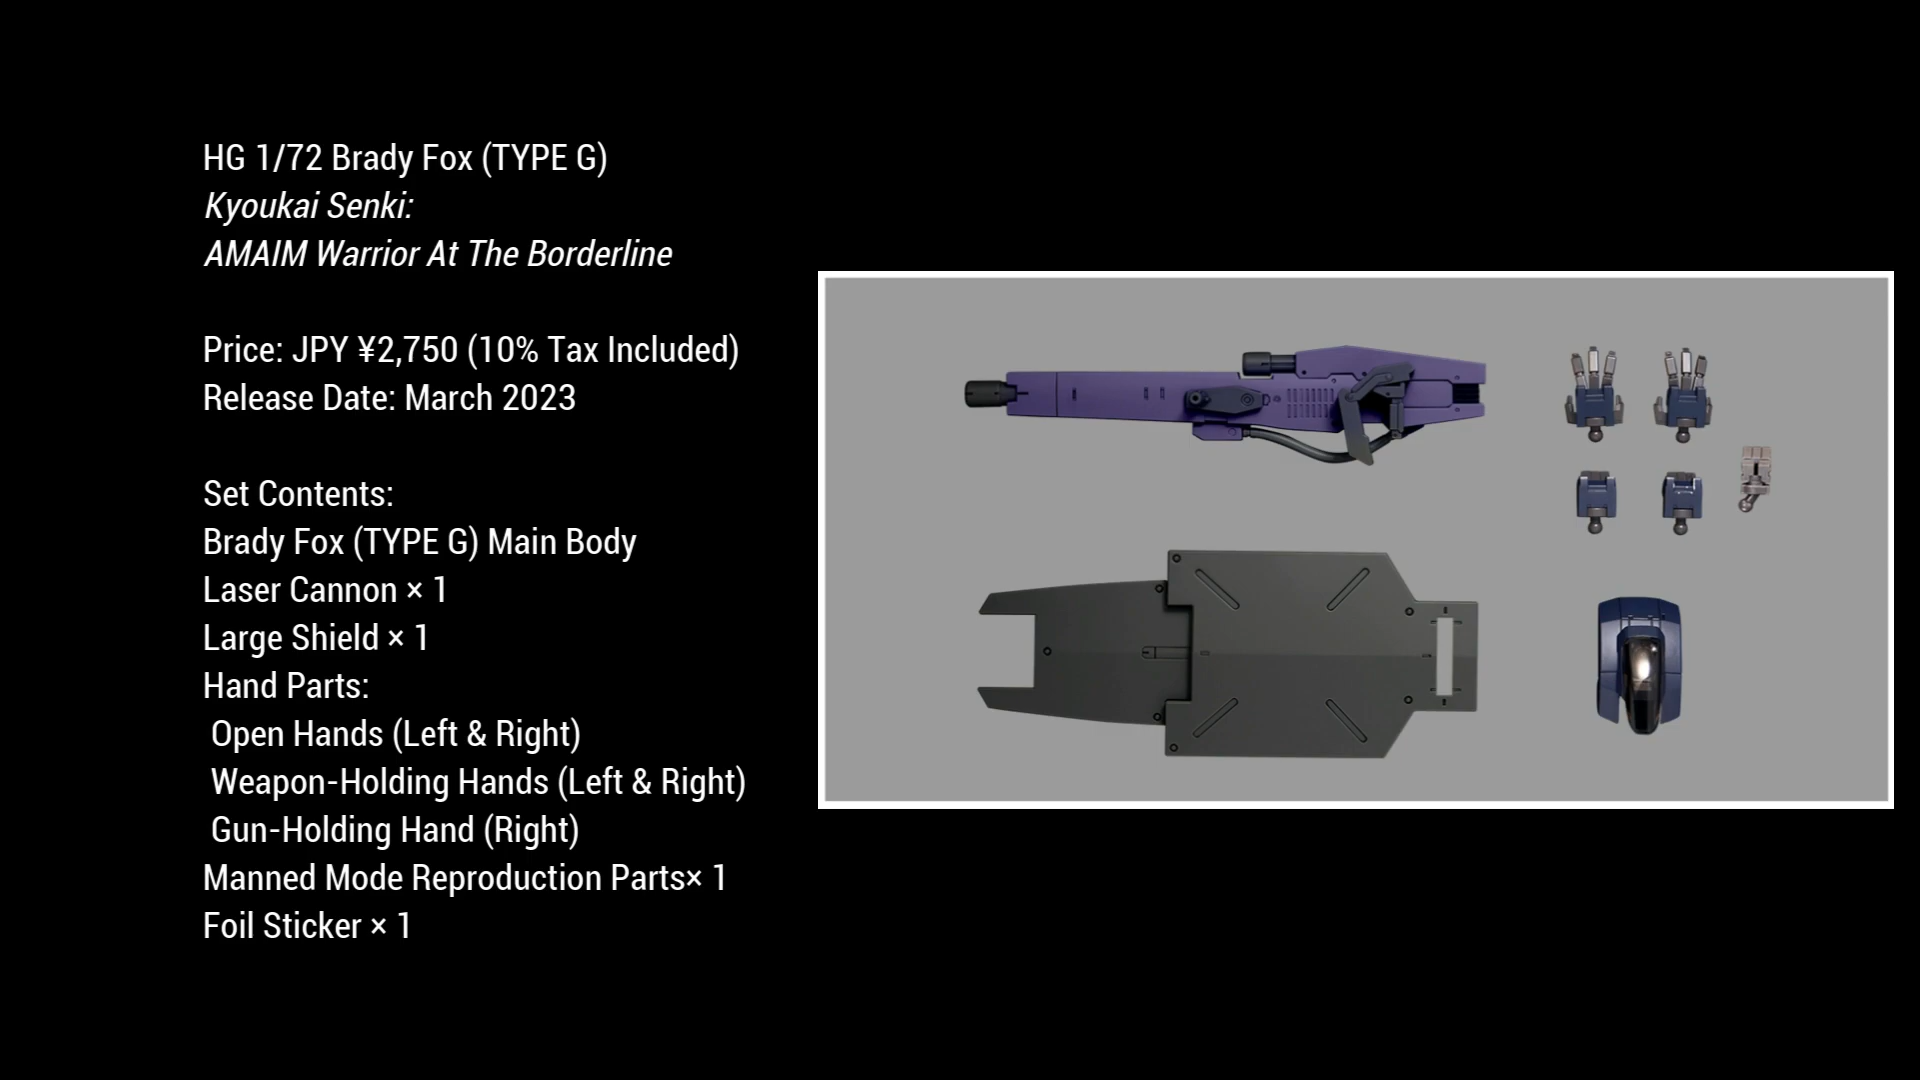 HG 1/72 Brady Fox (TYPE G)
Kyoukai Senki:
AMAIM Warrior At The Borderline
Price: JPY ¥2,750 (10% Tax Included)
Release Date: March 2023
Set Contents:
Brady Fox (TYPE G) Main Body
Laser Cannon × 1
Large Shield × 1
Hand Parts:
Open Hands (Left & Right)
Weapon-Holding Hands (Left & Right)
Gun-Holding Hand (Right)
Manned Mode Reproduction Parts× 1
Foil Sticker × 1